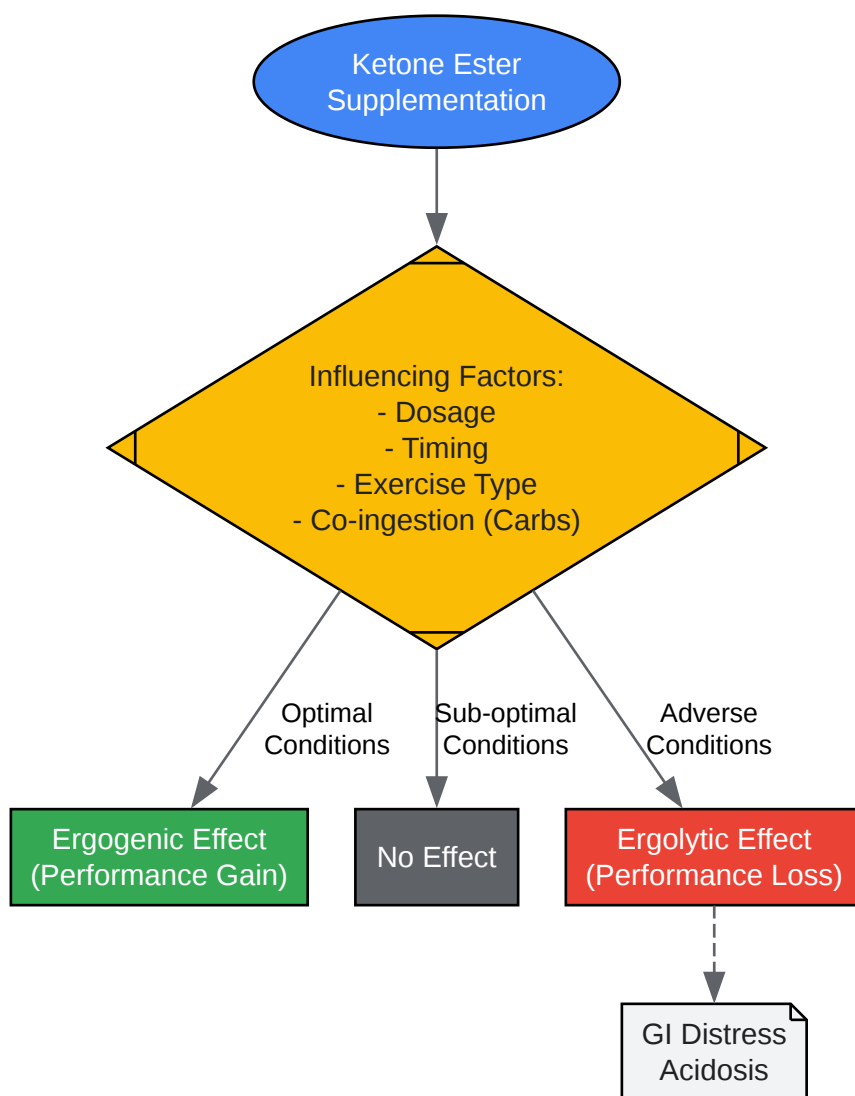 Ketone Ester
Supplementation
Influencing Factors:
- Dosage
- Timing
- Exercise Type
- Co-ingestion (Carbs)
Optimal
Conditions
Sub-optimal
Conditions
Adverse
Conditions
Ergogenic Effect
(Performance Gain)
No Effect
Ergolytic Effect
(Performance Loss)
GI Distress
Acidosis